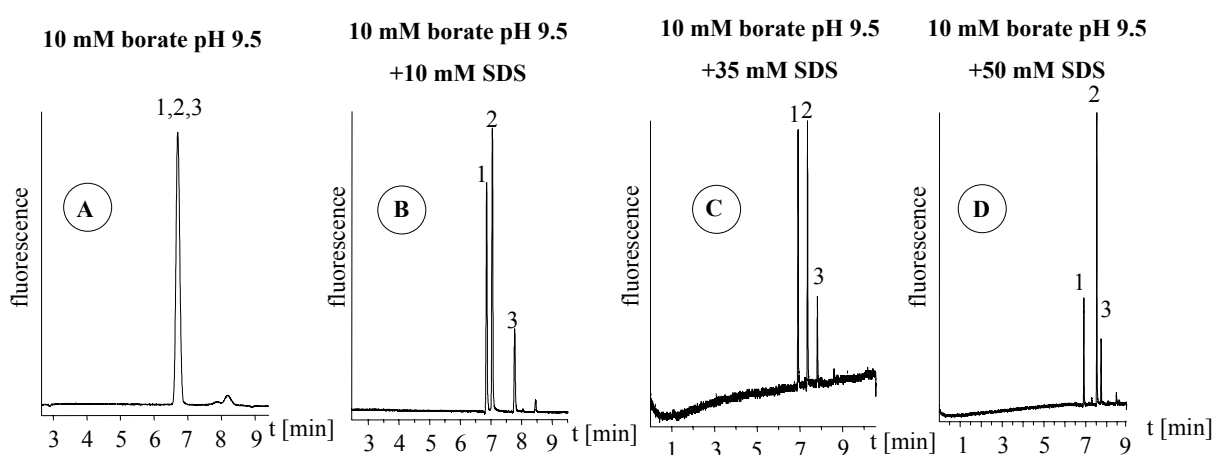 10 mM borate pH 9.5
1,2,3
A
fluorescence
3 4 5 6 7 8 9 t [min]
10 mM borate pH 9.5
+10 mM SDS
2
1
B
3
fluorescence
3 4 5 6 7 8 9 t [min]
10 mM borate pH 9.5
+35 mM SDS
1 2
C
3
fluorescence
1 3 5 7 9 t [min]
10 mM borate pH 9.5
+50 mM SDS
2
D
1
3
fluorescence
1 3 5 7 9 t [min]